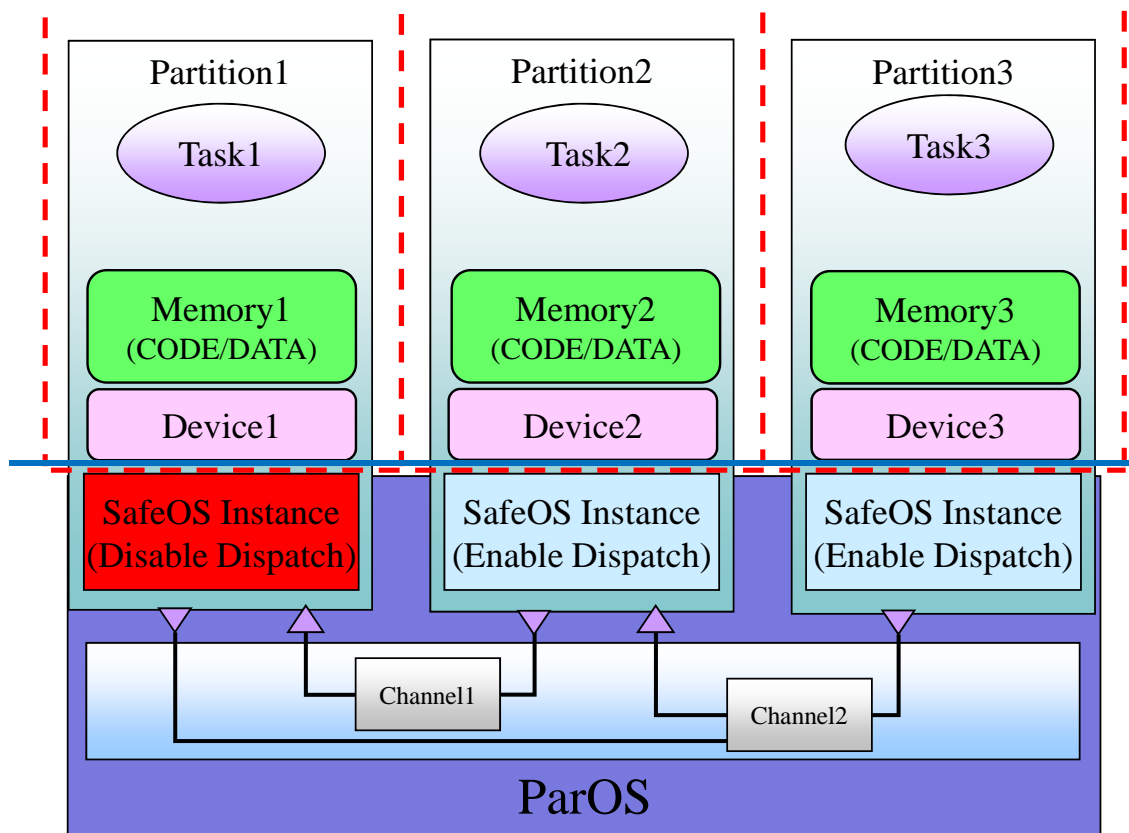 Partition1
Task1
Memory1
(CODE/DATA)
Device1
SafeOS Instance
(Disable Dispatch)
Partition2
Task2
Memory2
(CODE/DATA)
Device2
SafeOS Instance
(Enable Dispatch)
Partition3
Task3
Memory3
(CODE/DATA)
Device3
SafeOS Instance
(Enable Dispatch)
Channel1
Channel2
ParOS